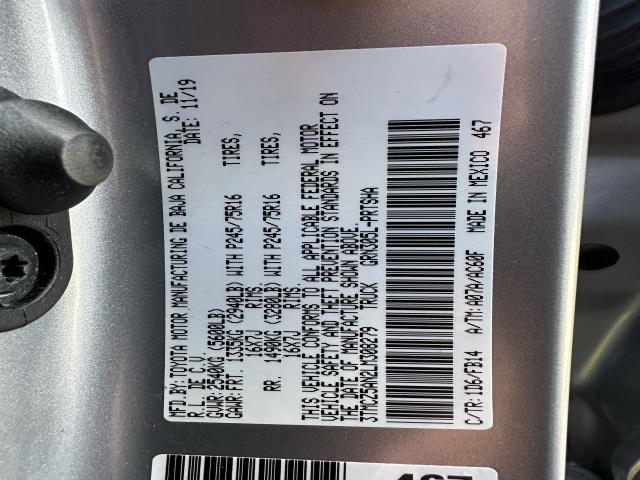 MFD. BY: TOYOTA MOTOR MANUFACTURING DE BAJA CALIFORNIA, S. DE
R.L. DE C.V. DATE: 11/19
GVWR: 2540KG (5600LB)
GAWR: FRT. 1335KG (2940LB) WITH P245/75R16 TIRES,
16X7J RIMS.
RR. 1490KG (3280LB) WITH P245/75R16 TIRES,
16X7J RIMS.
THIS VEHICLE CONFORMS TO ALL APPLICABLE FEDERAL MOTOR
VEHICLE SAFETY AND THEFT PREVENTION STANDARDS IN EFFECT ON
THE DATE OF MANUFACTURE SHOWN ABOVE.
3TMCZ5AN2LM308279 TRUCK GRN305L-PRTSWA
C/TR: 1D6/FB14 A/TM: A07A/AC60F MADE IN MEXICO 467
467